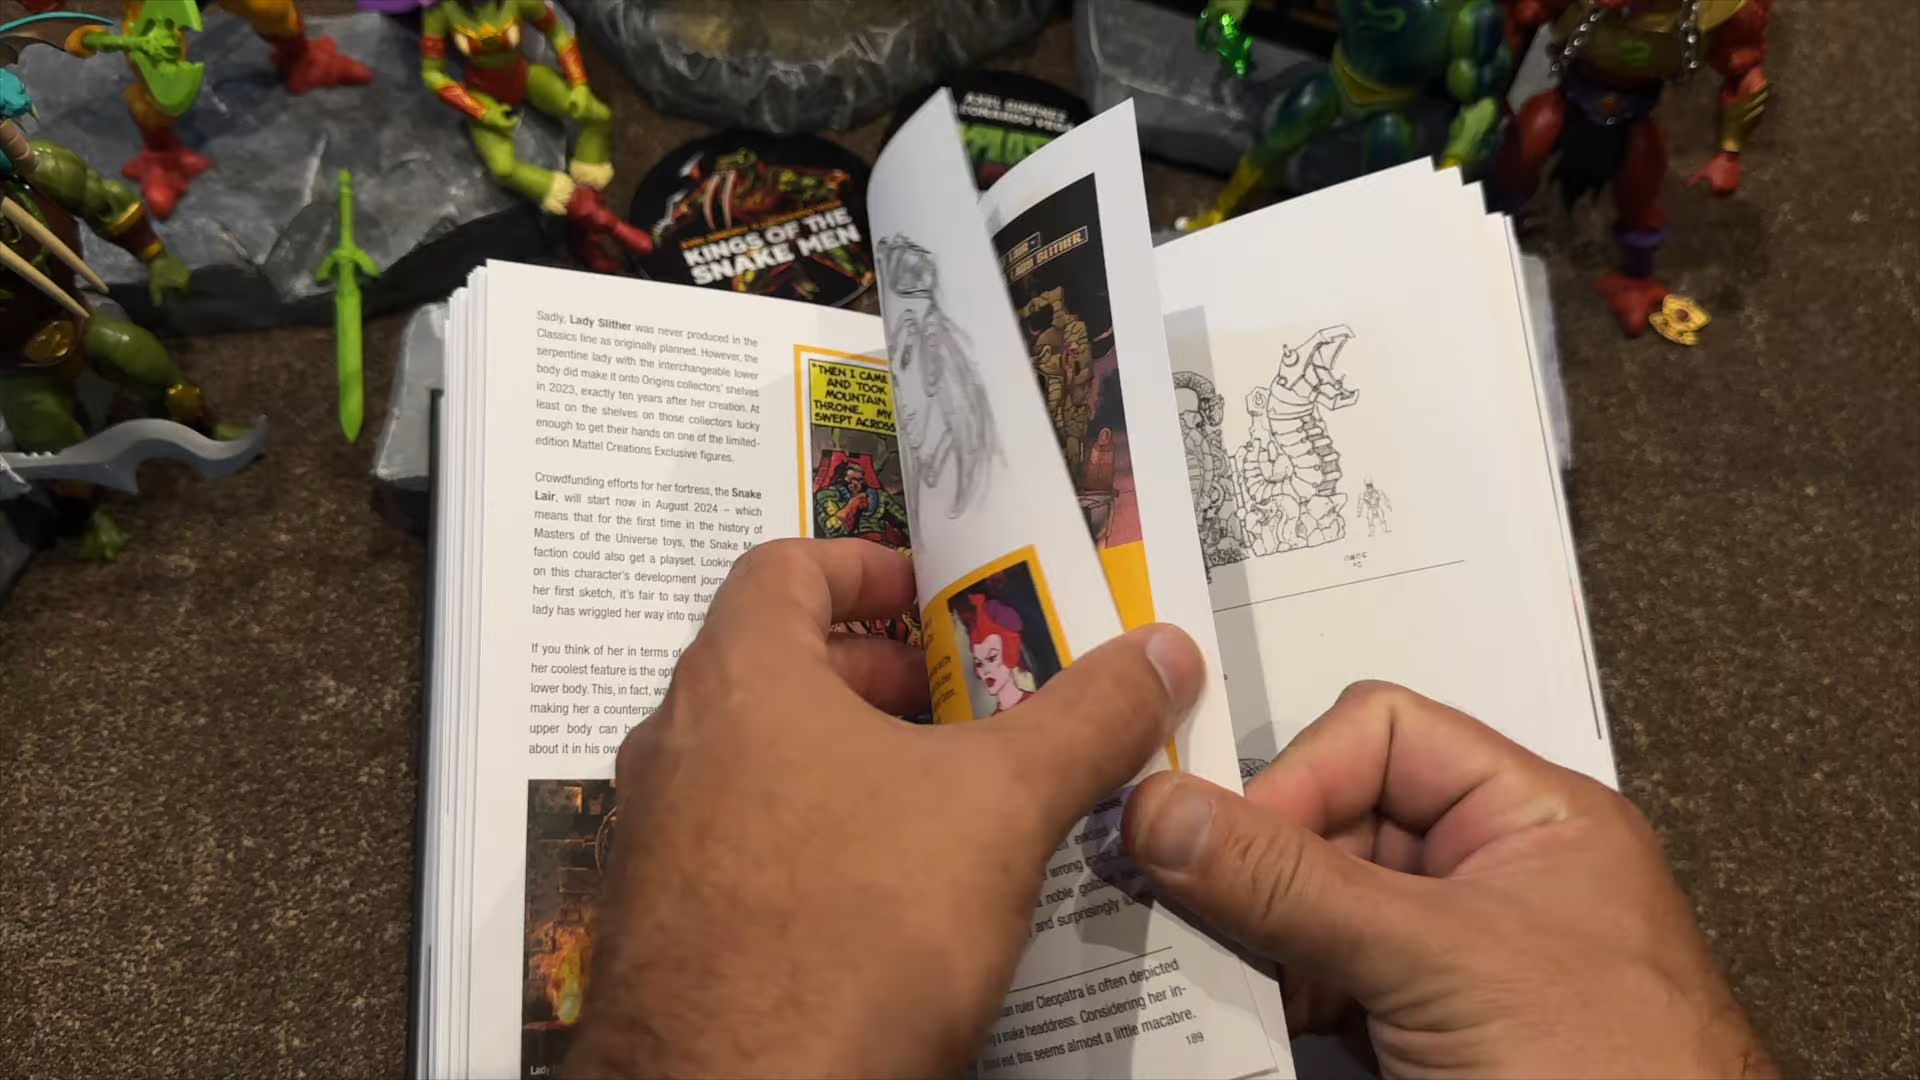 KINGS OF THE
SNAKE MEN
Sadly, Lady Slither was never produced in the
Classics line as originally planned. However, the
serpentine lady with the interchangeable lower
body did make it onto Origins collectors' shelves
in 2023, exactly ten years after her creation. At
least on the shelves on those collectors lucky
enough to get their hands on one of the limited-
edition Mattel Creations Exclusive figures.
Crowdfunding efforts for her fortress, the Snake
Lair, will start now in August 2024 – which
means that for the first time in the history of
Masters of the Universe toys, the Snake M
faction could also get a playset. Looking
on this character's development journ
her first sketch, it's fair to say that
lady has wriggled her way into quit
If you think of her in terms of
her coolest feature is the opt
lower body. This, in fact, wa
making her a counterpa
upper body can b
about it in his ow
Lady
"THEN I CAME
AND TOOK
MOUNTAIN
THRONE. MY
SWEPT ACROSS
SLITHER.
wrong
noble
and surprisingly
ruler Cleopatra is often depicted
snake headdress. Considering her in-
end, this seems almost a little macabre.
189